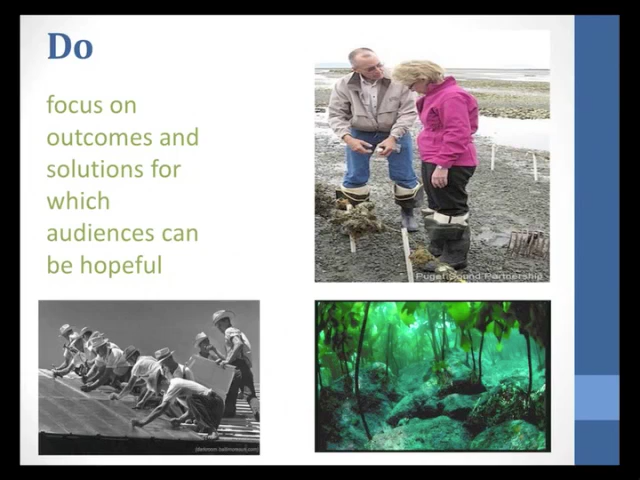 Do
focus on
outcomes and
solutions for
which
audiences can
be hopeful
Puget Sound Partnership